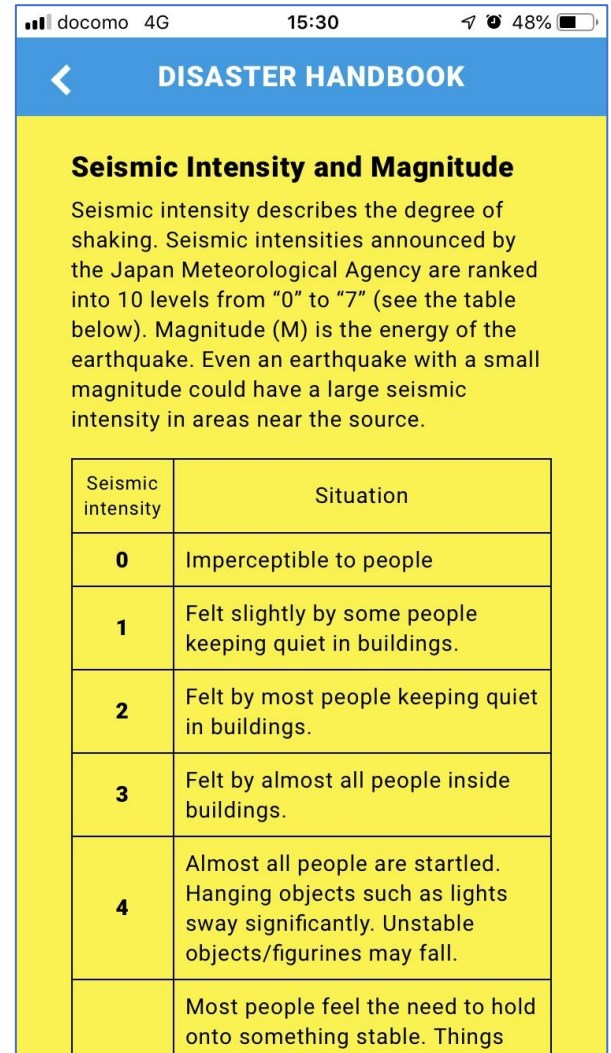 docomo 4G 15:30 48%
DISASTER HANDBOOK
Seismic Intensity and Magnitude
Seismic intensity describes the degree of
shaking. Seismic intensities announced by
the Japan Meteorological Agency are ranked
into 10 levels from “0” to “7” (see the table
below). Magnitude (M) is the energy of the
earthquake. Even an earthquake with a small
magnitude could have a large seismic
intensity in areas near the source.
Seismic
intensity
Situation
0
Imperceptible to people
1
Felt slightly by some people
keeping quiet in buildings.
2
Felt by most people keeping quiet
in buildings.
3
Felt by almost all people inside
buildings.
4
Almost all people are startled.
Hanging objects such as lights
sway significantly. Unstable
objects/figurines may fall.
Most people feel the need to hold
onto something stable. Things